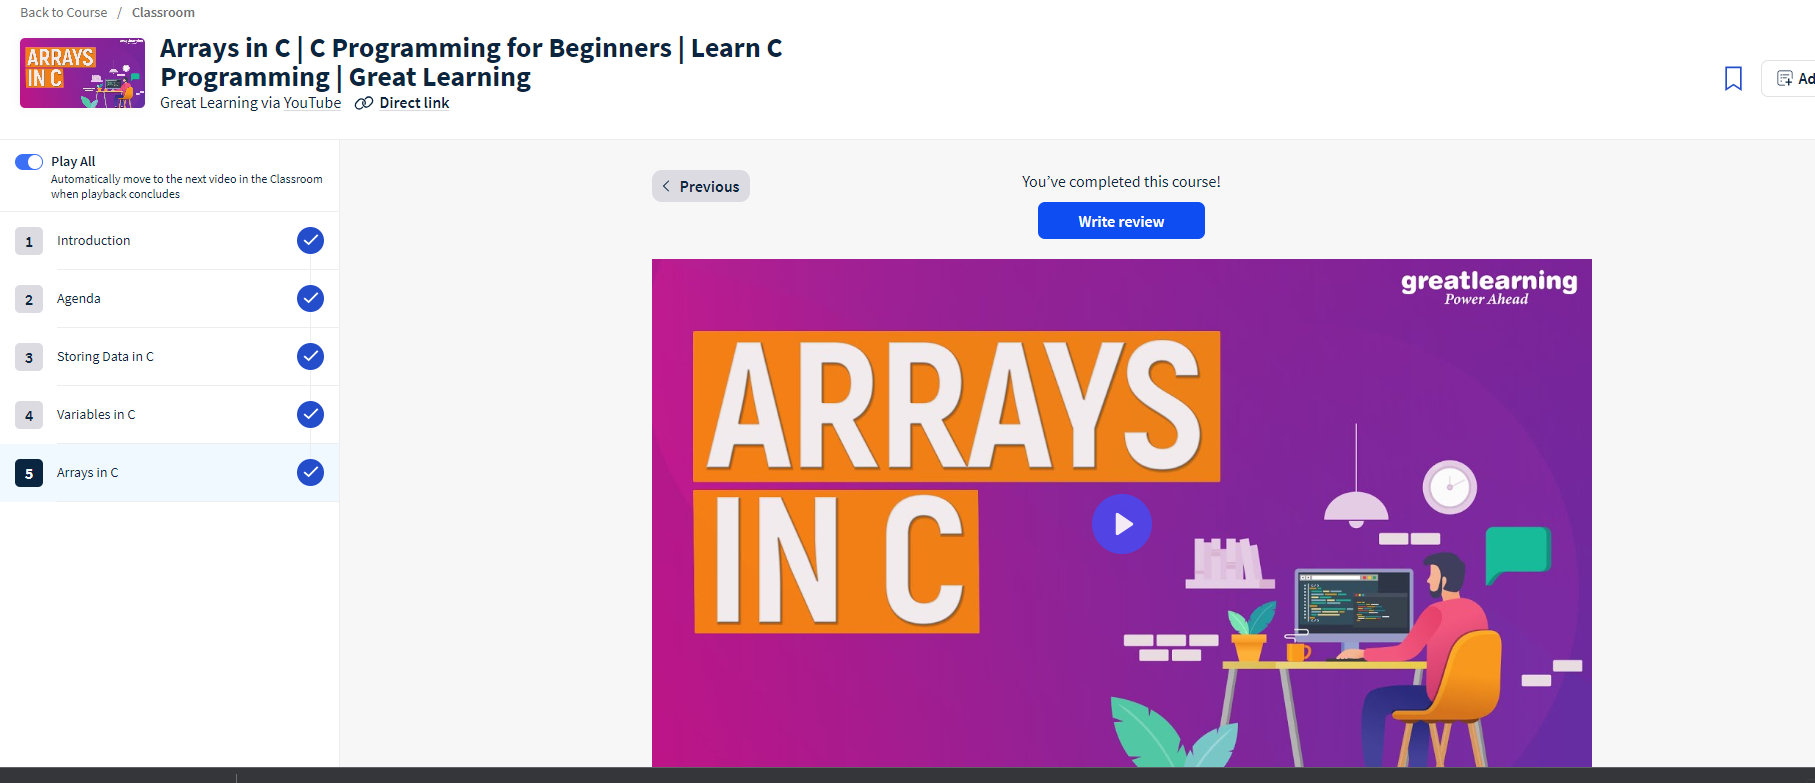 Back to Course / Classroom
ARRAYS
IN C
Arrays in C | C Programming for Beginners | Learn C
Programming | Great Learning
Great Learning via YouTube Direct link
Ad
Play All
Automatically move to the next video in the Classroom
when playback concludes
1 Introduction
2 Agenda
3 Storing Data in C
4 Variables in C
5 Arrays in C
Previous
You’ve completed this course!
Write review
greatlearning
Power Ahead
ARRAYS
IN C